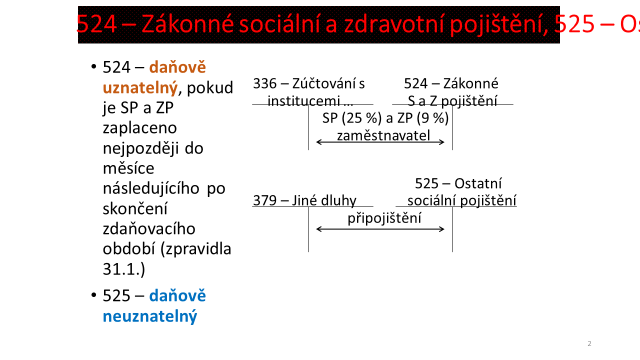 524 – Zákonné sociální a zdravotní pojištění, 525 – Os
• 524 – daňově
uznatelný, pokud
je SP a ZP
zaplaceno
nejpozději do
měsíce
následujícího po
skončení
zdaňovacího
období (zpravidla
31.1.)
• 525 – daňově
neuznatelný
336 – Zúčtování s
institucemi …
524 – Zákonné
S a Z pojištění
SP (25 %) a ZP (9 %)
zaměstnavatel
379 – Jiné dluhy
525 – Ostatní
sociální pojištění
připojištění
2